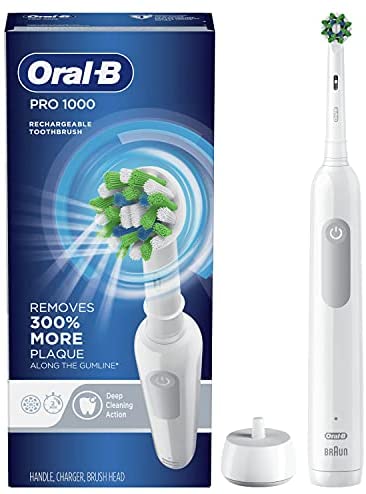 Oral-B
PRO 1000
RECHARGEABLE
TOOTHBRUSH
REMOVES
300%
MORE
PLAQUE
ALONG THE GUMLINE*
Deep
Cleaning
Action
HANDLE, CHARGER, BRUSH HEAD
Oral-B
Oral-B
BRAUN